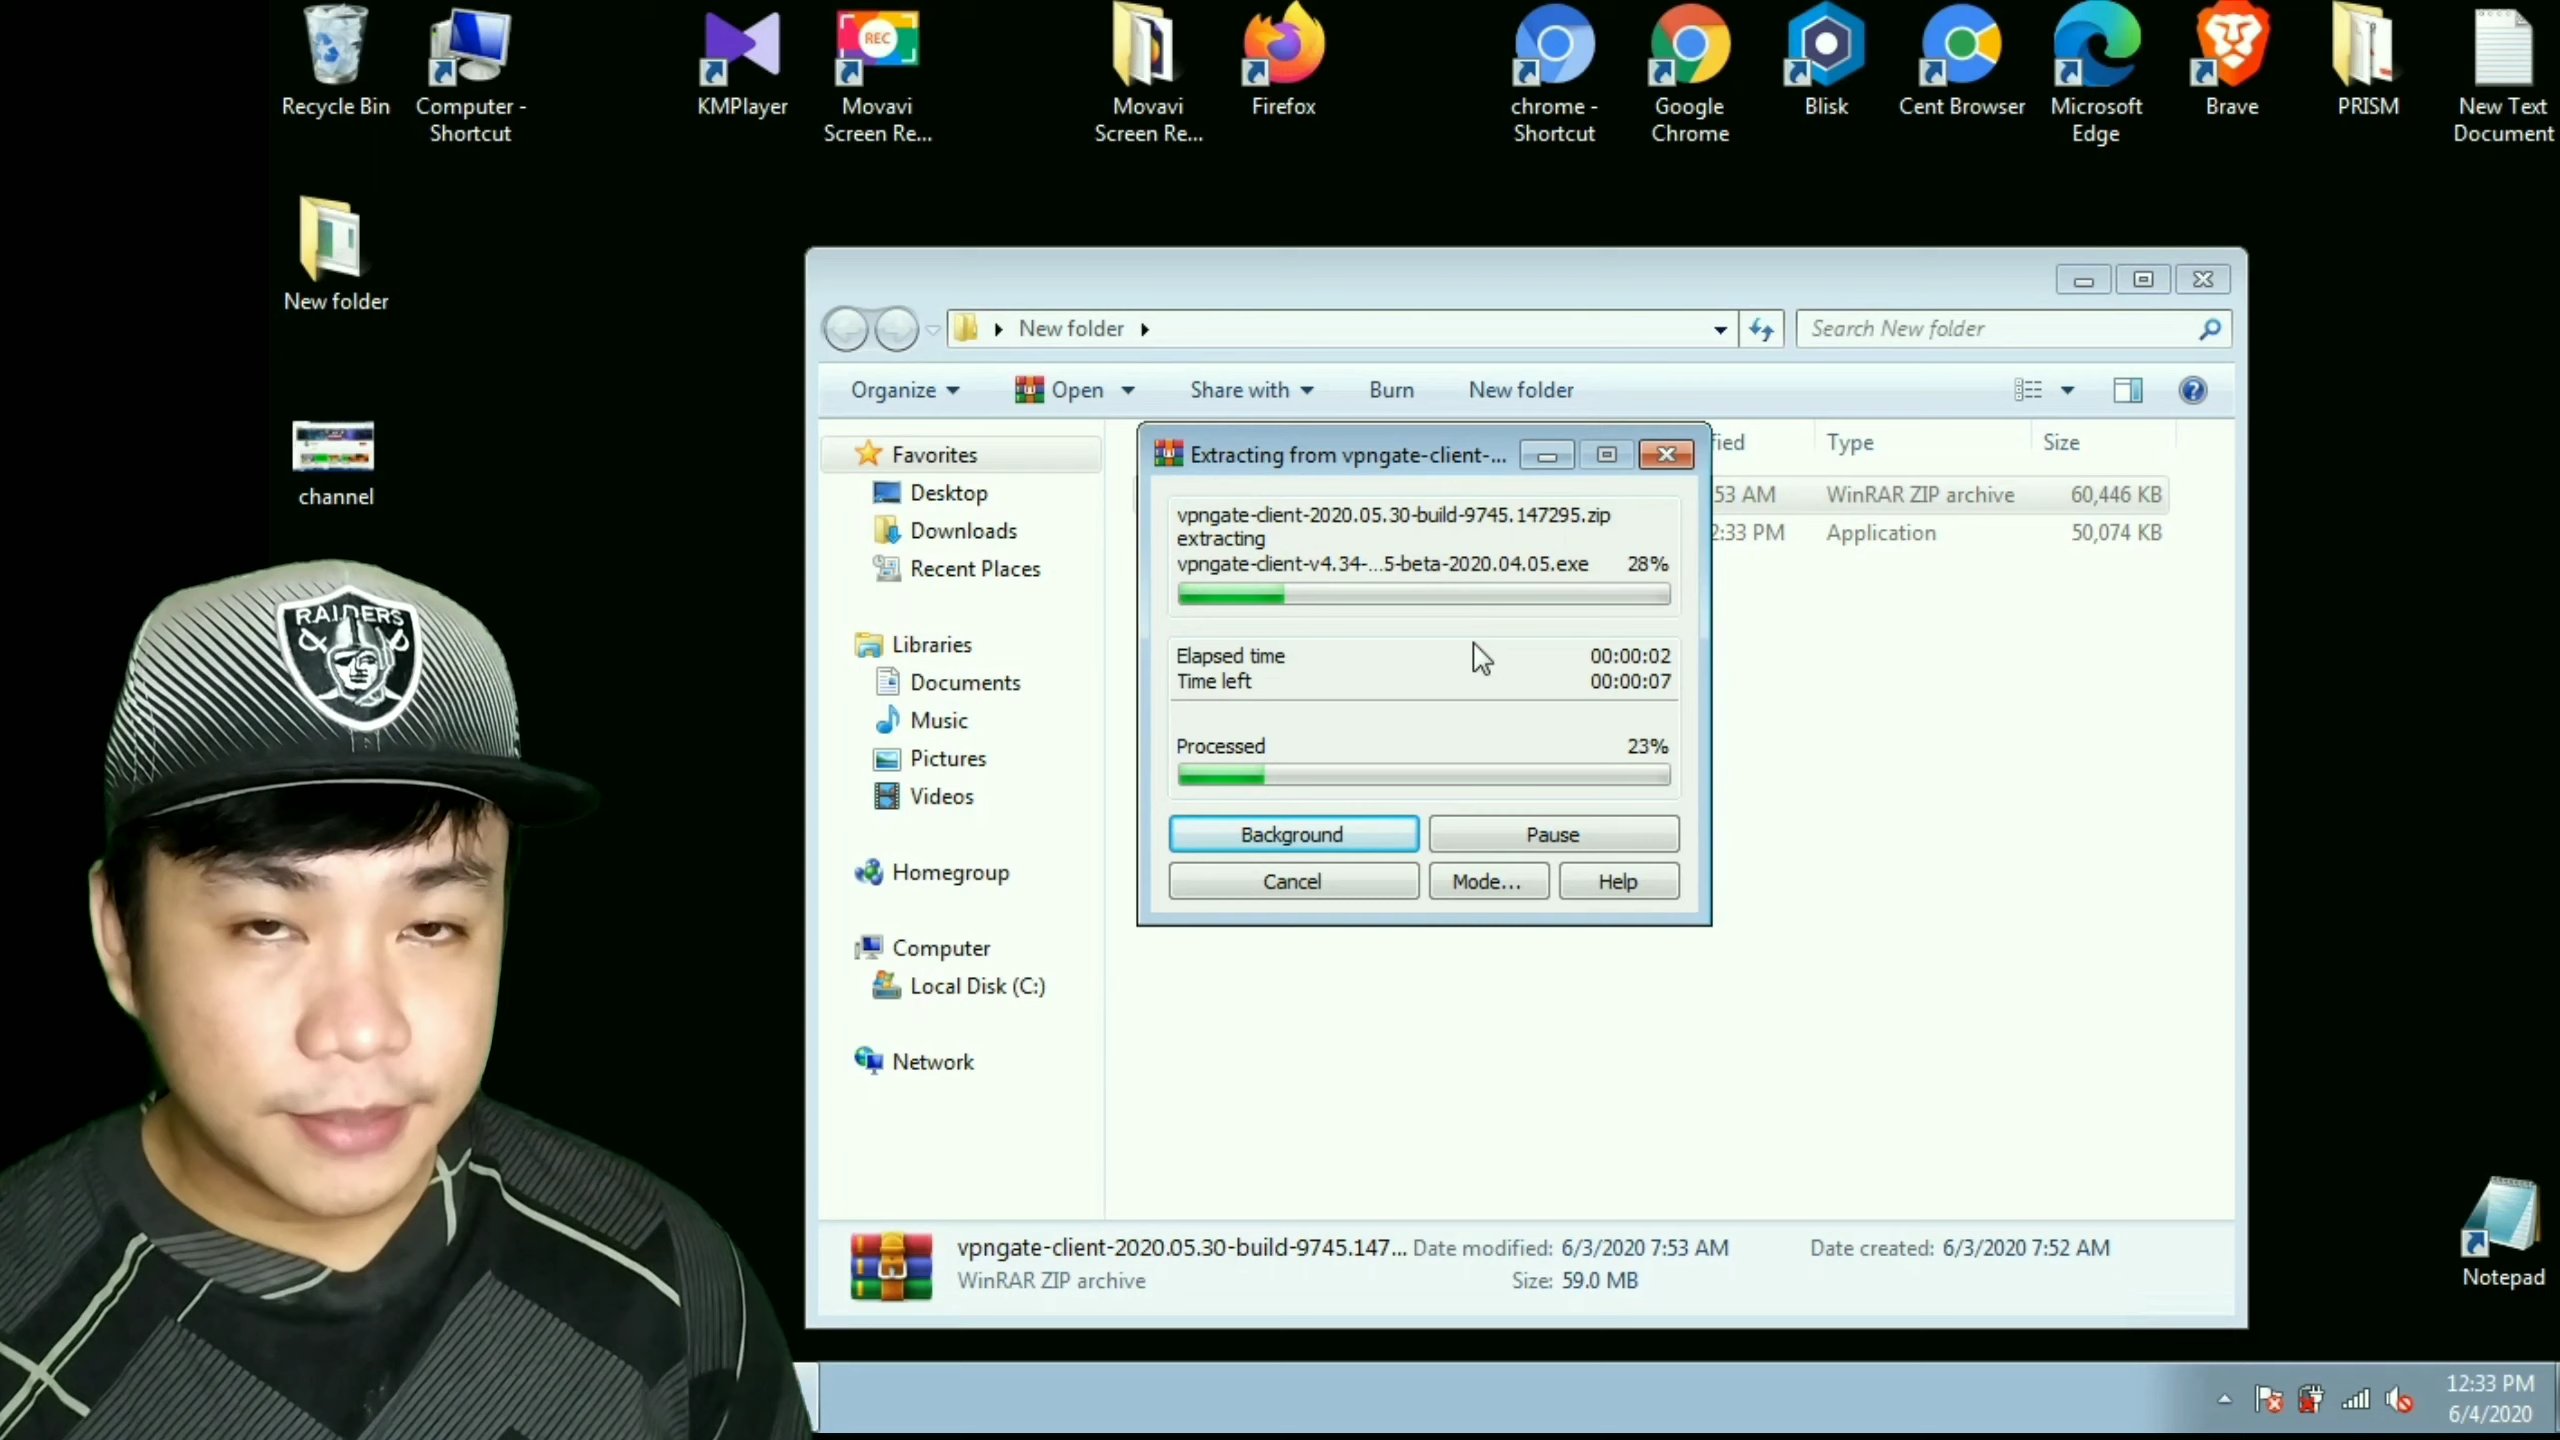 Recycle Bin
Computer - Shortcut
KMPlayer
REC
Movavi Screen Re...
Movavi Screen Re...
Firefox
chrome - Shortcut
Google Chrome
Blisk
Cent Browser
Microsoft Edge
Brave
PRISM
New Text Document
New folder
channel
New folder
Search New folder
Organize
Open
Share with
Burn
New folder
Favorites
Desktop
Downloads
Recent Places
Libraries
Documents
Music
Pictures
Videos
Homegroup
Computer
Local Disk (C:)
Network
fied
Type
Size
53 AM
WinRAR ZIP archive
60,446 KB
2:33 PM
Application
50,074 KB
Extracting from vpngate-client-...
vpngate-client-2020.05.30-build-9745.147295.zip
extracting
vpngate-client-v4.34-...5-beta-2020.04.05.exe 28%
Elapsed time 00:00:02
Time left 00:00:07
Processed 23%
Background
Pause
Cancel
Mode...
Help
vpngate-client-2020.05.30-build-9745.147... Date modified: 6/3/2020 7:53 AM Date created: 6/3/2020 7:52 AM
WinRAR ZIP archive Size: 59.0 MB
RAIDERS
Notepad
12:33 PM
6/4/2020